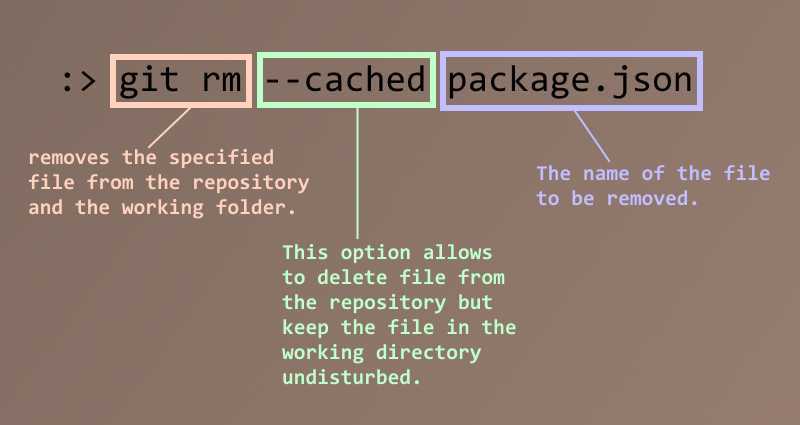 :> git rm --cached package.json
removes the specified
file from the repository
and the working folder.
The name of the file
to be removed.
This option allows
to delete file from
the repository but
keep the file in the
working directory
undisturbed.